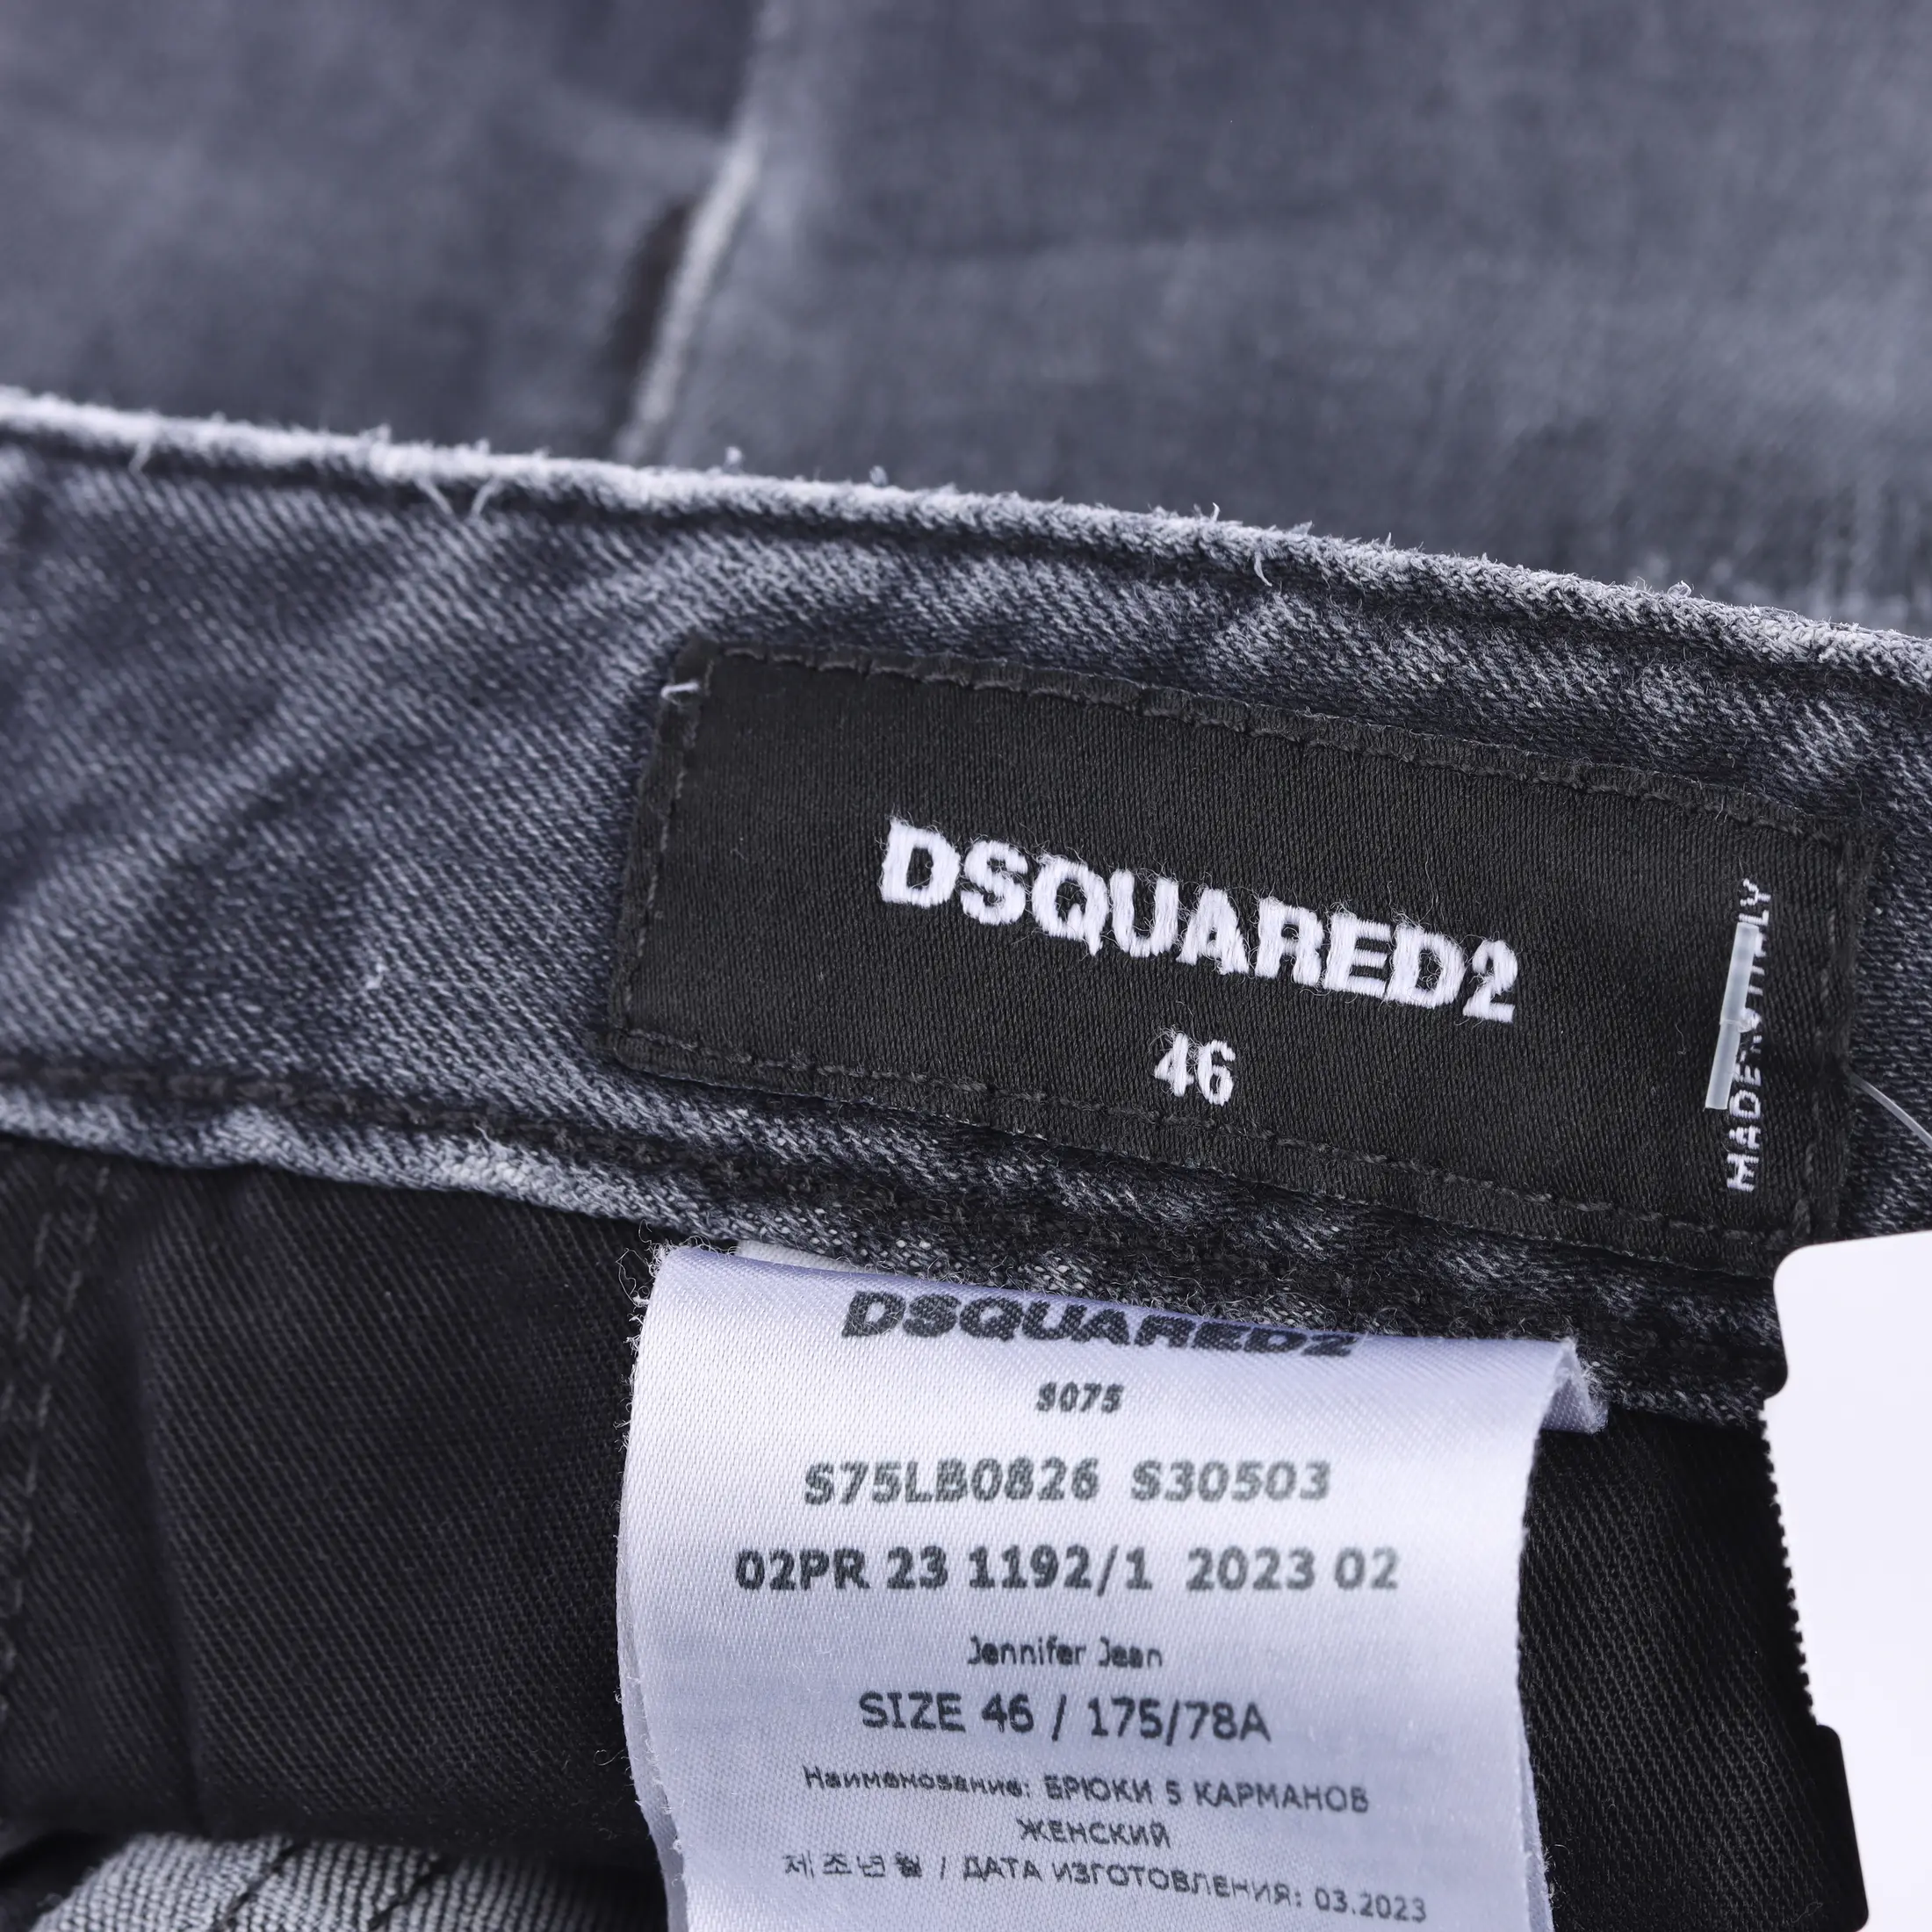 DSQUARED2
46
MADE IN ITALY
DSQUARED2
S075
S75LB0826 S30503
02PR 23 1192/1 2023 02
Jennifer Jean
SIZE 46 / 175/78A
Наименование: БРЮКИ 5 КАРМАНОВ
ЖЕНСКИЙ
제조년월 / ДАТА ИЗГОТОВЛЕНИЯ: 03.2023